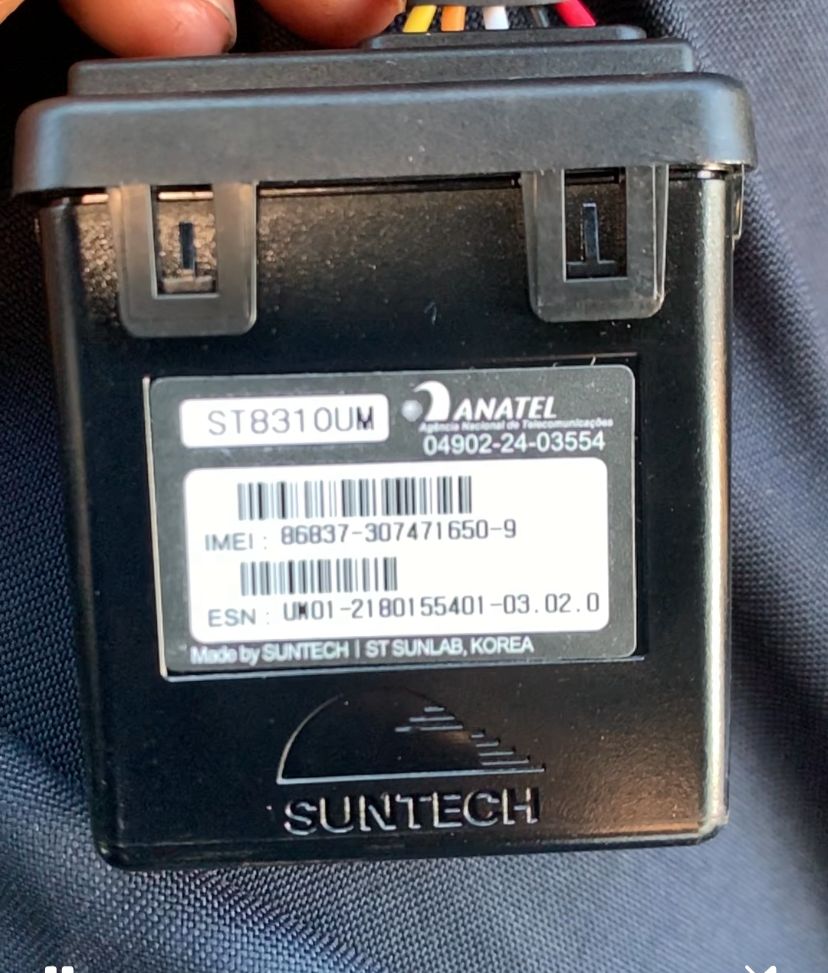 ST8310UM
ANATEL
Agência Nacional de Telecomunicações
04902-24-03554
IMEI : 86837-307471650-9
ESN : UM01-2180155401-03.02.0
Made by SUNTECH | ST SUNLAB, KOREA
SUNTECH